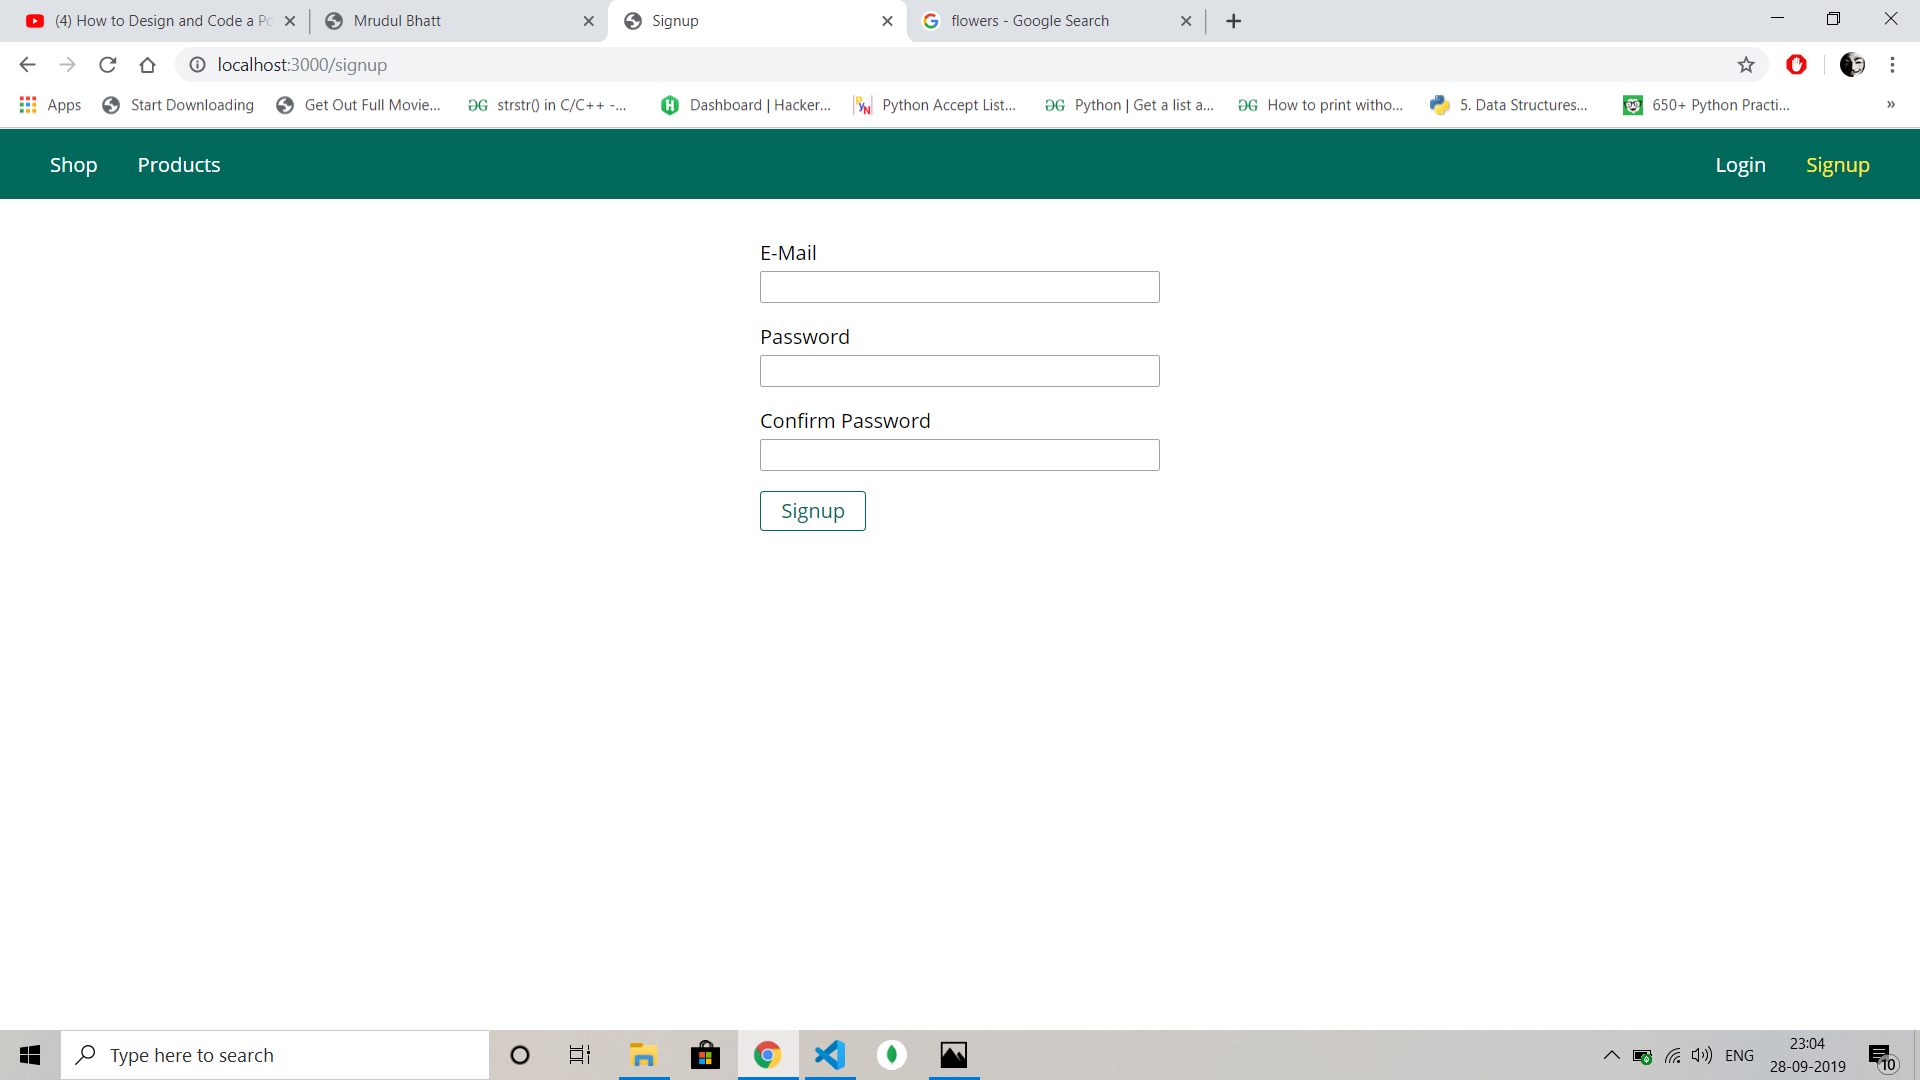 (4) How to Design and Code a Po
Mrudul Bhatt
Signup
flowers - Google Search
localhost:3000/signup
Apps
Start Downloading
Get Out Full Movie...
strstr() in C/C++ -...
Dashboard | Hacker...
Python Accept List...
Python | Get a list a...
How to print witho...
5. Data Structures...
650+ Python Practi...
»
Shop
Products
Login
Signup
E-Mail
Password
Confirm Password
Signup
Type here to search
ENG
23:04
28-09-2019
10